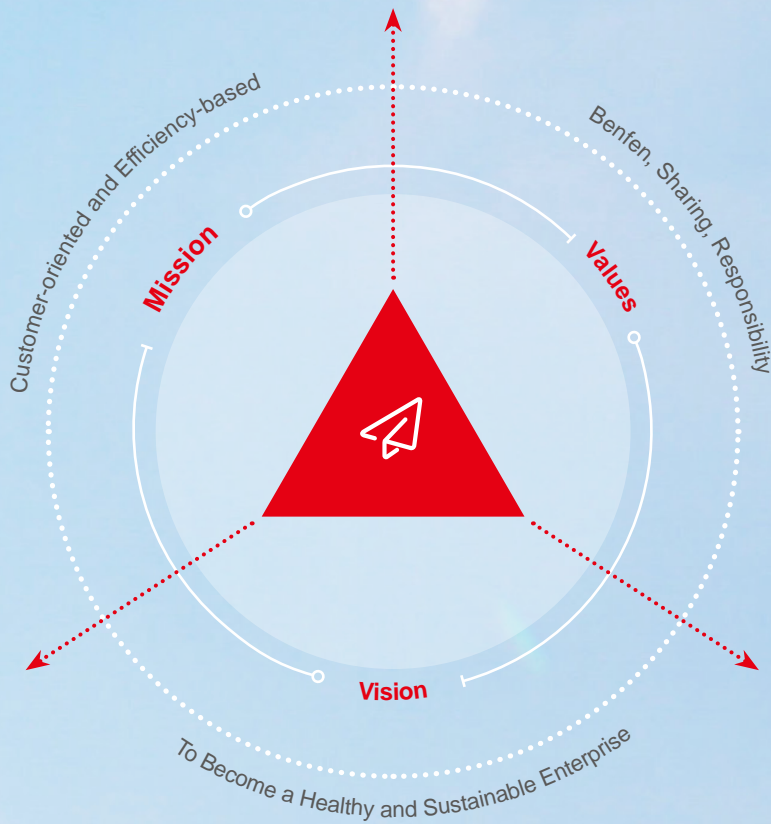 Customer-oriented and Efficiency-based
Mission
Benfen, Sharing, Responsibility
Values
Vision
To Become a Healthy and Sustainable Enterprise